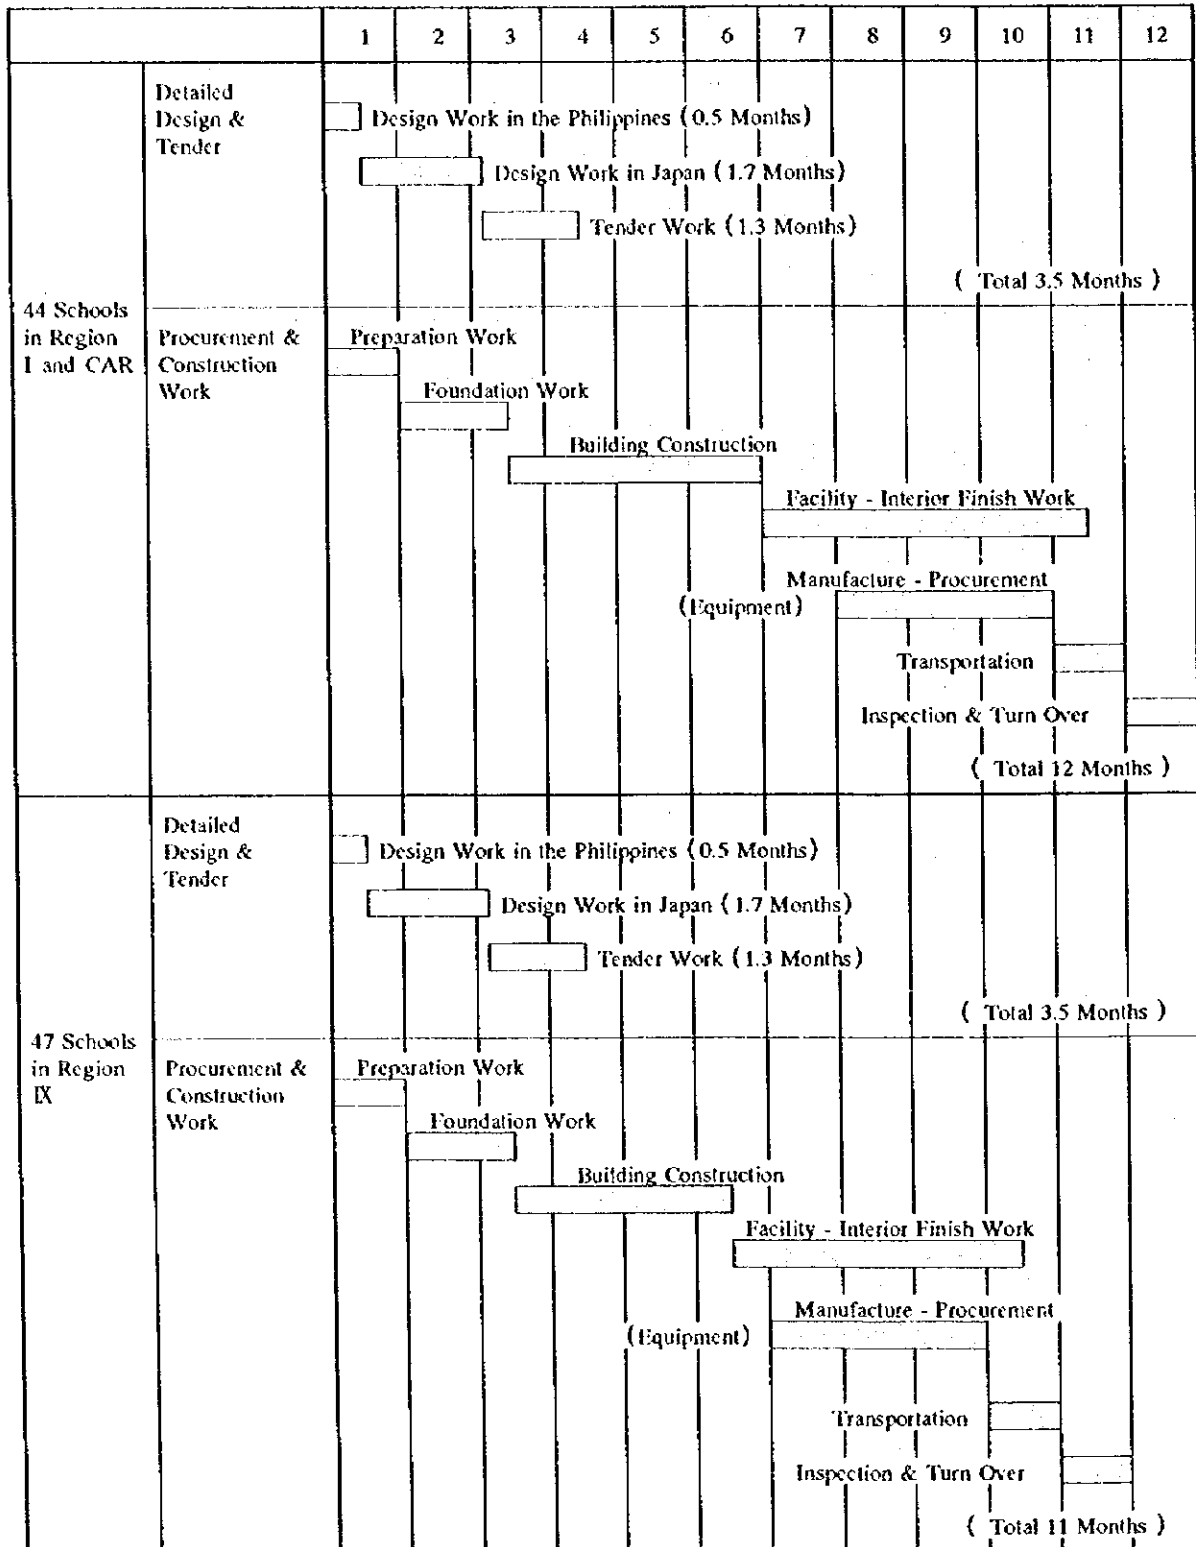 1 2 3 4 5 6 7 8 9 10 11 12
44 Schools
in Region
I and CAR
Detailed
Design &
Tender
Design Work in the Philippines (0.5 Months)
Design Work in Japan (1.7 Months)
Tender Work (1.3 Months)
( Total 3.5 Months )
Procurement &
Construction
Work
Preparation Work
Foundation Work
Building Construction
Facility - Interior Finish Work
Manufacture - Procurement
(Equipment)
Transportation
Inspection & Turn Over
( Total 12 Months )
47 Schools
in Region
IX
Detailed
Design &
Tender
Design Work in the Philippines (0.5 Months)
Design Work in Japan (1.7 Months)
Tender Work (1.3 Months)
( Total 3.5 Months )
Procurement &
Construction
Work
Preparation Work
Foundation Work
Building Construction
Facility - Interior Finish Work
Manufacture - Procurement
(Equipment)
Transportation
Inspection & Turn Over
( Total 11 Months )